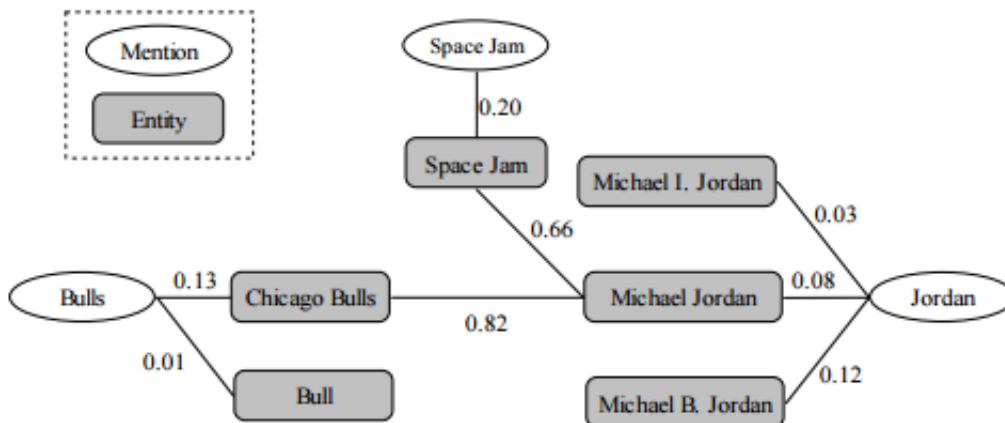 Mention
Entity
Space Jam
0.20
Space Jam
Michael I. Jordan
0.03
0.66
Bulls
0.13
Chicago Bulls
0.82
Michael Jordan
0.08
Jordan
0.01
Bull
Michael B. Jordan
0.12